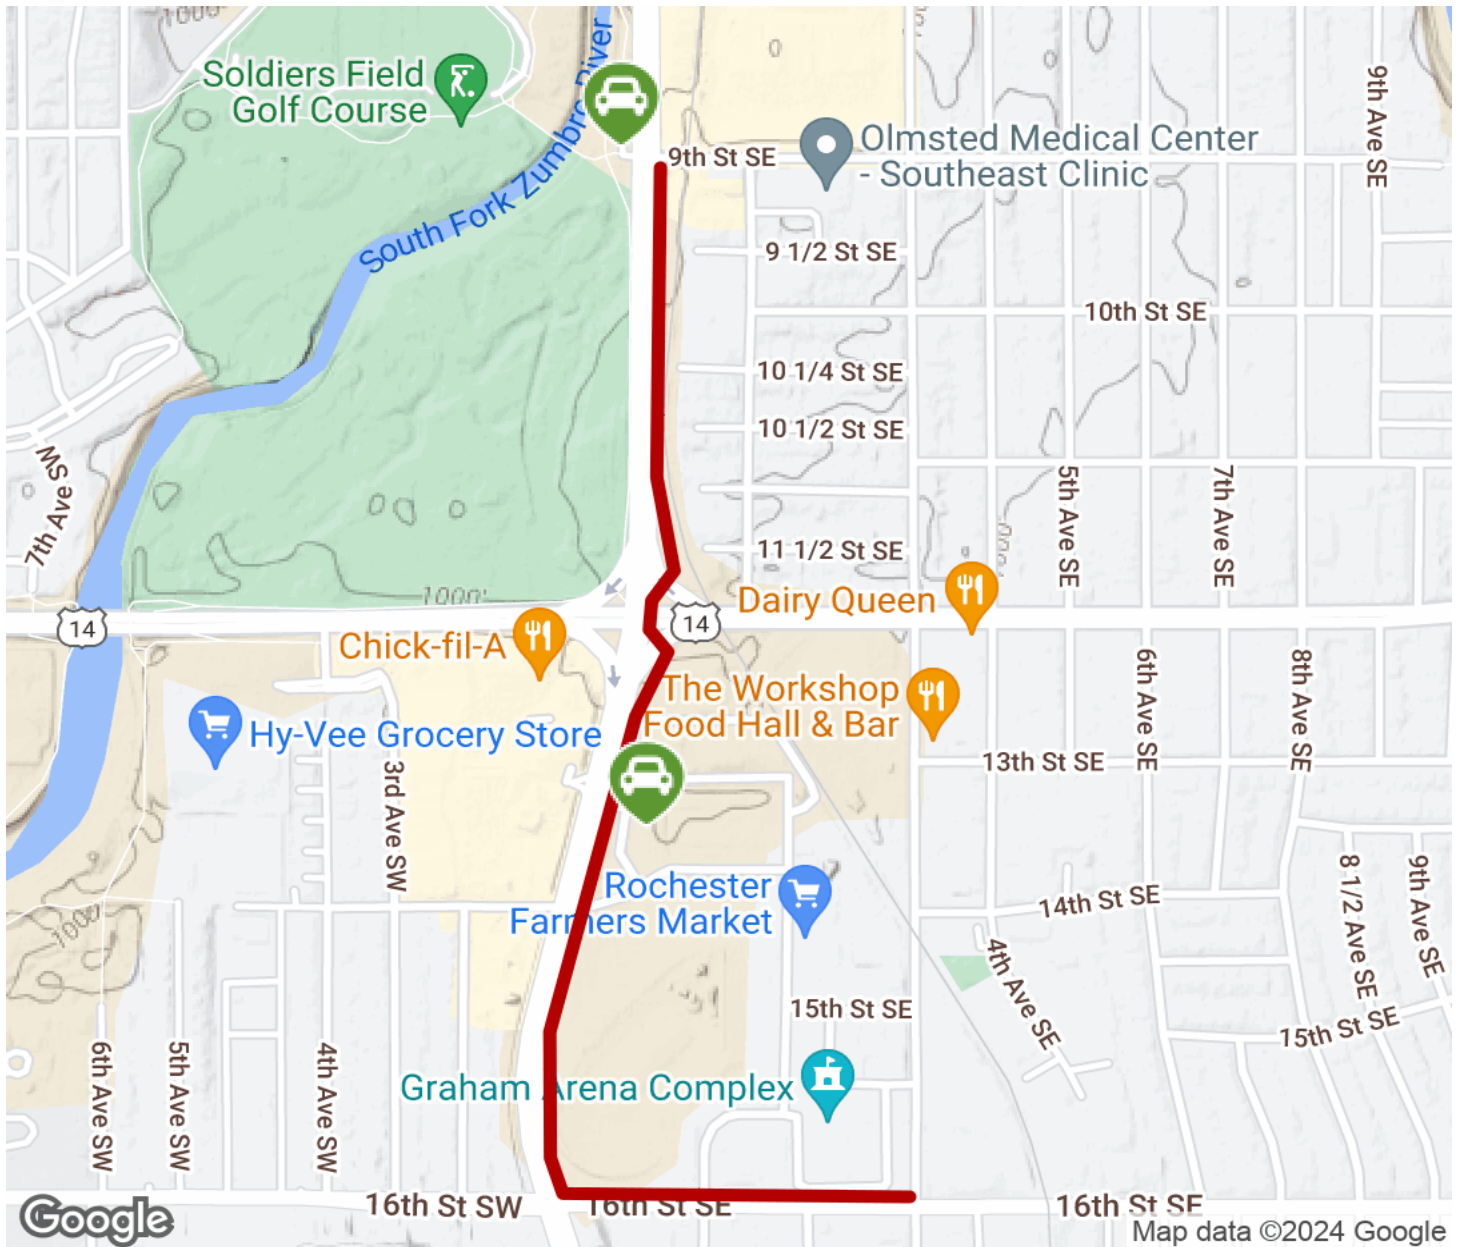 1000'
Soldiers Field
Golf Course
South Fork Zumbro River
9th St SE
Olmsted Medical Center
- Southeast Clinic
9th Ave SE
9 1/2 St SE
10th St SE
10 1/4 St SE
10 1/2 St SE
7th Ave SW
5th Ave SE
7th Ave SE
11 1/2 St SE
1000'
14
14
Dairy Queen
Chick-fil-A
The Workshop
Food Hall & Bar
6th Ave SE
8th Ave SE
Hy-Vee Grocery Store
13th St SE
3rd Ave SW
Rochester
Farmers Market
14th St SE
8 1/2 Ave SE
9th Ave SE
1000'
4th Ave SE
15th St SE
15th St SE
6th Ave SW
5th Ave SW
4th Ave SW
Graham Arena Complex
16th St SW
16th St SE
16th St SE
Google
Map data ©2024 Google